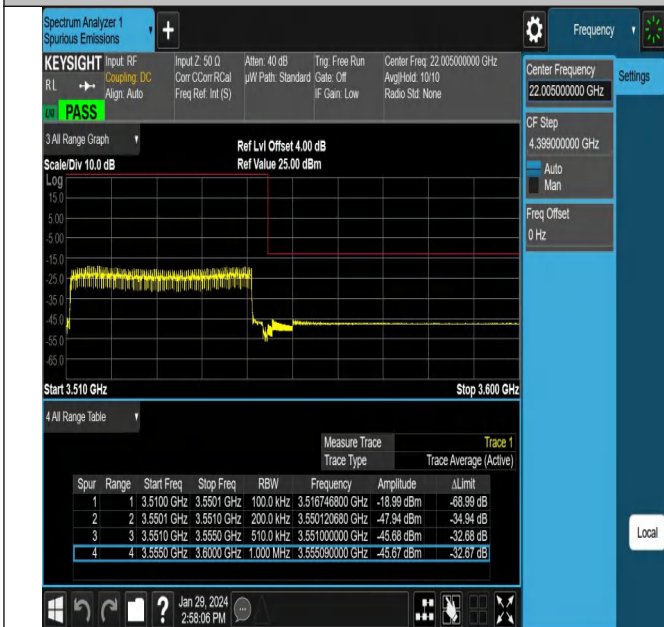 Spectrum Analyzer 1
Spurious Emissions
+
Frequency
KEYSIGHT
RL
Input: RF
Coupling: DC
Align: Auto
Input Z: 50 Ω
Corr CCorr RCal
Freq Ref: Int (S)
Atten: 40 dB
µW Path: Standard
Trig: Free Run
Gate: Off
IF Gain: Low
Center Freq: 22.005000000 GHz
Avg|Hold: 10/10
Radio Std: None
PASS
Center Frequency
22.005000000 GHz
Settings
CF Step
4.399000000 GHz
Auto
Man
Freq Offset
0 Hz
3 All Range Graph
Scale/Div 10.0 dB
Ref Lvl Offset 4.00 dB
Ref Value 25.00 dBm
Log
15.0
5.00
-5.00
-15.0
-25.0
-35.0
-45.0
-55.0
-65.0
Start 3.510 GHz
Stop 3.600 GHz
4 All Range Table
Measure Trace Trace 1
Trace Type Trace Average (Active)
Spur Range Start Freq Stop Freq RBW Frequency Amplitude ΔLimit
1 1 3.5100 GHz 3.5501 GHz 100.0 kHz 3.516746800 GHz -18.99 dBm -68.99 dB
2 2 3.5501 GHz 3.5510 GHz 200.0 kHz 3.550120680 GHz -47.94 dBm -34.94 dB
3 3 3.5510 GHz 3.5550 GHz 510.0 kHz 3.551000000 GHz -45.68 dBm -32.68 dB
4 4 3.5550 GHz 3.6000 GHz 1.000 MHz 3.555090000 GHz -45.67 dBm -32.67 dB
Local
?
Jan 29, 2024
2:58:06 PM